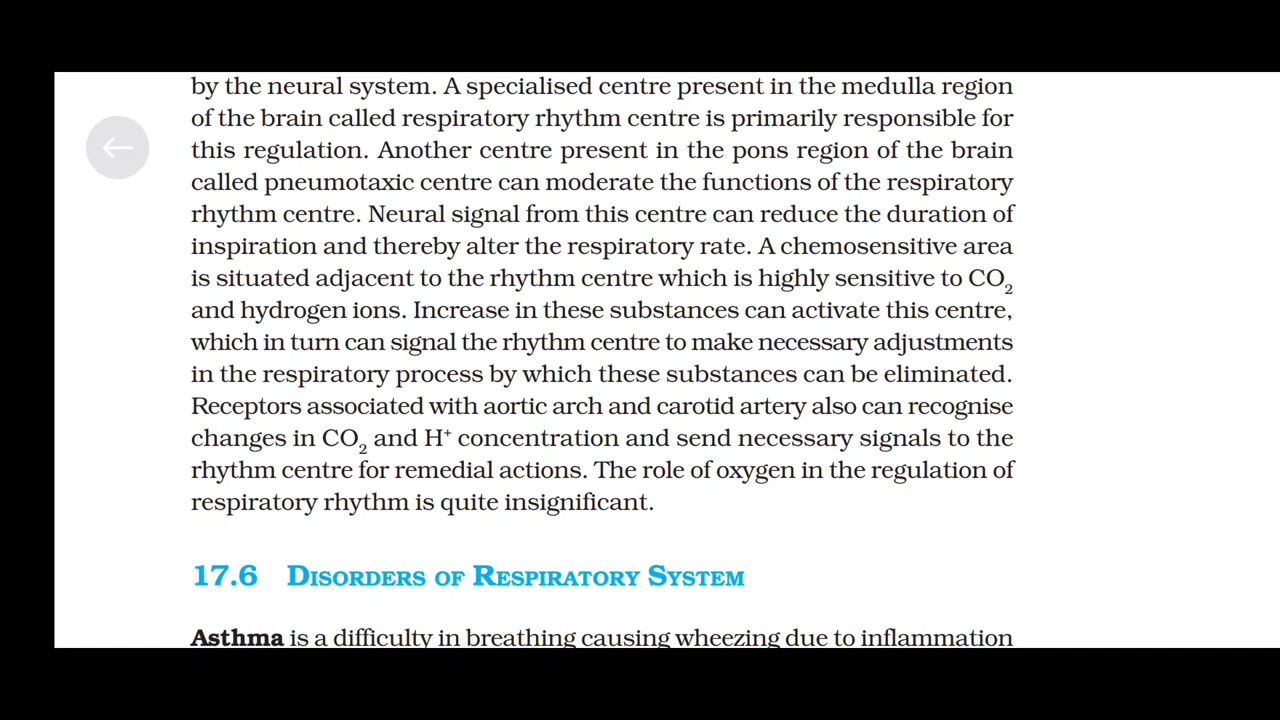 by the neural system. A specialised centre present in the medulla region
of the brain called respiratory rhythm centre is primarily responsible for
this regulation. Another centre present in the pons region of the brain
called pneumotaxic centre can moderate the functions of the respiratory
rhythm centre. Neural signal from this centre can reduce the duration of
inspiration and thereby alter the respiratory rate. A chemosensitive area
is situated adjacent to the rhythm centre which is highly sensitive to CO₂
and hydrogen ions. Increase in these substances can activate this centre,
which in turn can signal the rhythm centre to make necessary adjustments
in the respiratory process by which these substances can be eliminated.
Receptors associated with aortic arch and carotid artery also can recognise
changes in CO₂ and H⁺ concentration and send necessary signals to the
rhythm centre for remedial actions. The role of oxygen in the regulation of
respiratory rhythm is quite insignificant.
17.6 Disorders of Respiratory System
Asthma is a difficulty in breathing causing wheezing due to inflammation